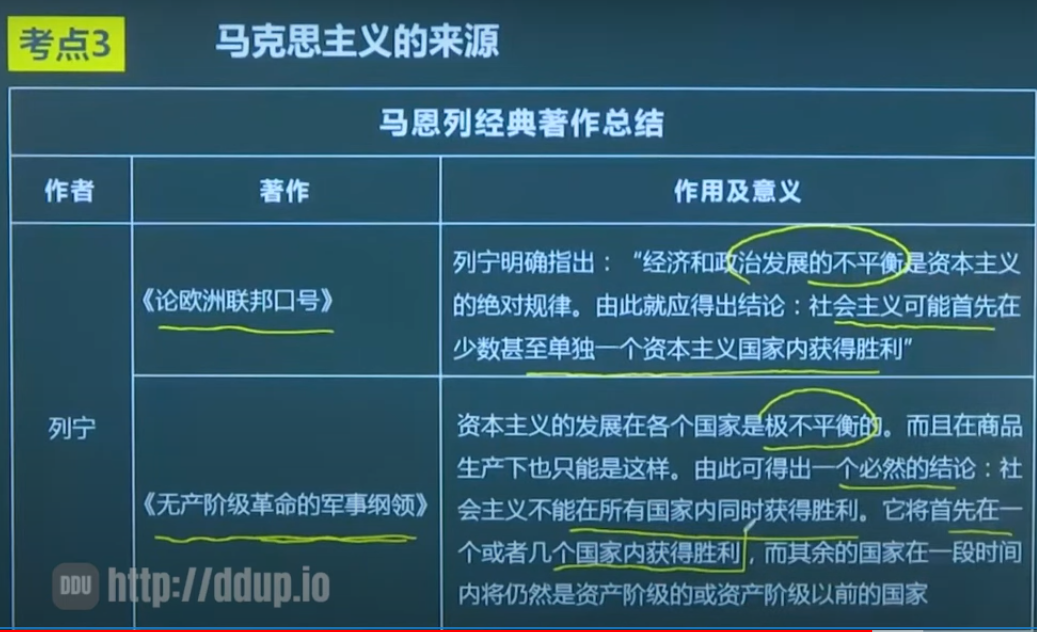 考点3
马克思主义的来源
马恩列经典著作总结
作者
著作
作用及意义
列宁
《论欧洲联邦口号》
列宁明确指出：“经济和政治发展的不平衡是资本主义
的绝对规律。由此就应得出结论：社会主义可能首先在
少数甚至单独一个资本主义国家内获得胜利”
《无产阶级革命的军事纲领》
资本主义的发展在各个国家是极不平衡的。而且在商品
生产下也只能是这样。由此可得出一个必然的结论：社
会主义不能在所有国家内同时获得胜利。它将首先在一
个或者几个国家内获得胜利，而其余的国家在一段时间
内将仍然是资产阶级的或资产阶级以前的国家
DDU http://ddup.io